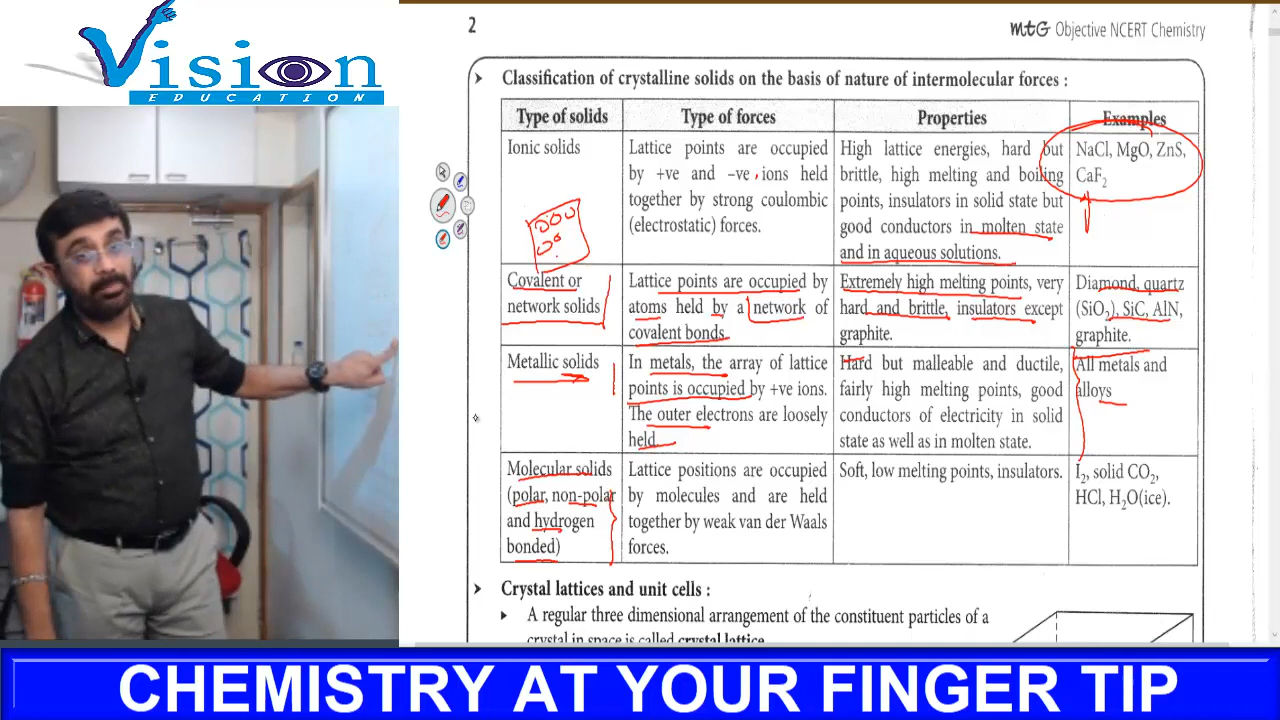 Vision
EDUCATION
2
mtG Objective NCERT Chemistry
Classification of crystalline solids on the basis of nature of intermolecular forces :
Type of solids
Type of forces
Properties
Examples
Ionic solids
Lattice points are occupied
by +ve and –ve ions held
together by strong coulombic
(electrostatic) forces.
High lattice energies, hard but
brittle, high melting and boiling
points, insulators in solid state but
good conductors in molten state
and in aqueous solutions.
NaCl, MgO, ZnS,
CaF₂
Covalent or
network solids
Lattice points are occupied by
atoms held by a network of
covalent bonds.
Extremely high melting points, very
hard and brittle, insulators except
graphite.
Diamond, quartz
(SiO₂), SiC, AlN,
graphite.
Metallic solids
In metals, the array of lattice
points is occupied by +ve ions.
The outer electrons are loosely
held
Hard but malleable and ductile,
fairly high melting points, good
conductors of electricity in solid
state as well as in molten state.
All metals and
alloys
Molecular solids
(polar, non-polar
and hydrogen
bonded)
Lattice positions are occupied
by molecules and are held
together by weak van der Waals
forces.
Soft, low melting points, insulators.
I₂, solid CO₂,
HCl, H₂O(ice).
Crystal lattices and unit cells :
A regular three dimensional arrangement of the constituent particles of a
crystal in space is called crystal lattice.
CHEMISTRY AT YOUR FINGER TIP